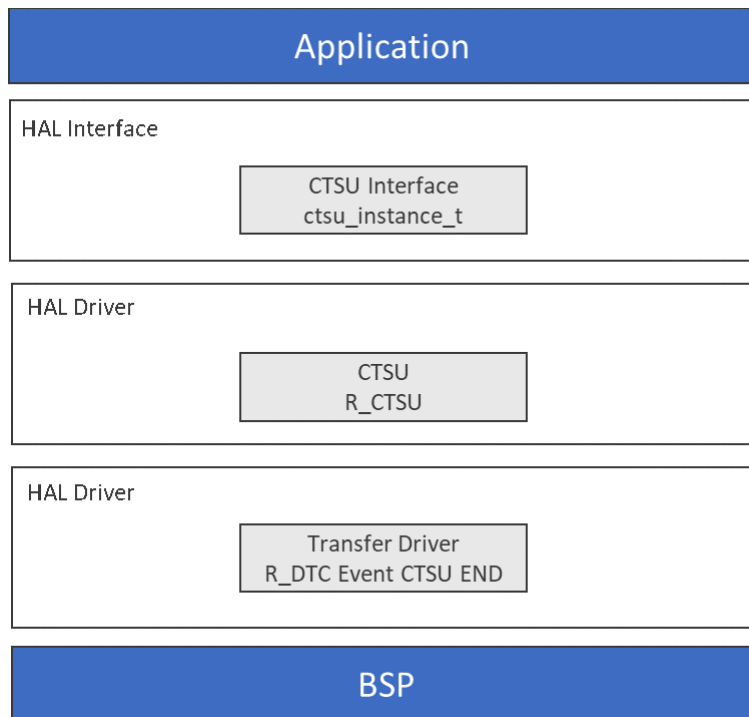 Application
HAL Interface
CTSU Interface
ctsu_instance_t
HAL Driver
CTSU
R_CTSU
HAL Driver
Transfer Driver
R_DTC Event CTSU END
BSP